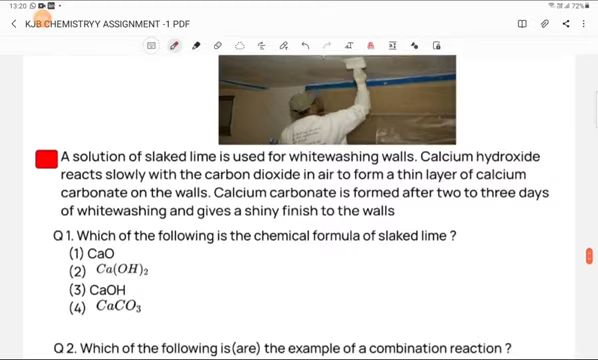 13:20
72%
KJB CHEMISTRYY ASSIGNMENT -1 PDF
A solution of slaked lime is used for whitewashing walls. Calcium hydroxide
reacts slowly with the carbon dioxide in air to form a thin layer of calcium
carbonate on the walls. Calcium carbonate is formed after two to three days
of whitewashing and gives a shiny finish to the walls
Q 1. Which of the following is the chemical formula of slaked lime ?
(1) CaO
(2) Ca(OH)₂
(3) CaOH
(4) CaCO₃
Q 2. Which of the following is(are) the example of a combination reaction ?